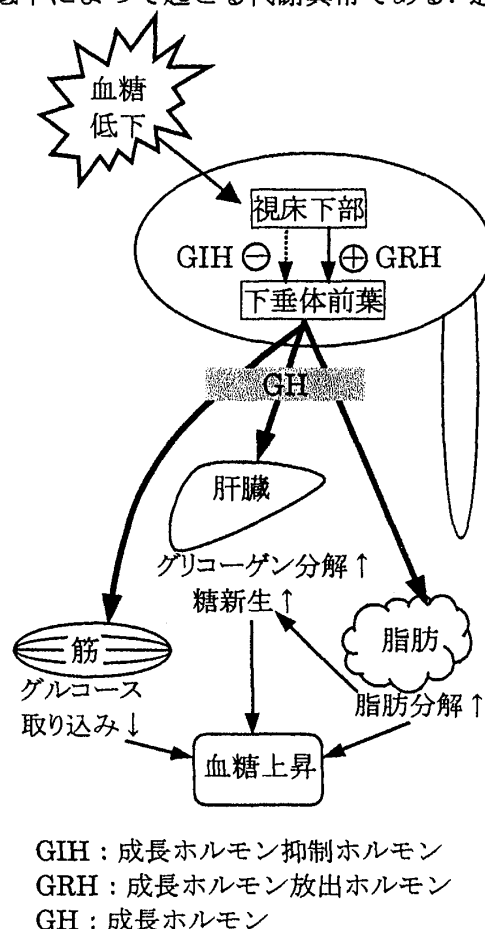 血糖
低下
視床下部
GIH ⊖ ⊕ GRH
下垂体前葉
GH
肝臓
グリコーゲン分解↑
糖新生↑
筋
脂肪
グルコース
取り込み↓
脂肪分解↑
血糖上昇
GIH：成長ホルモン抑制ホルモン
GRH：成長ホルモン放出ホルモン
GH：成長ホルモン